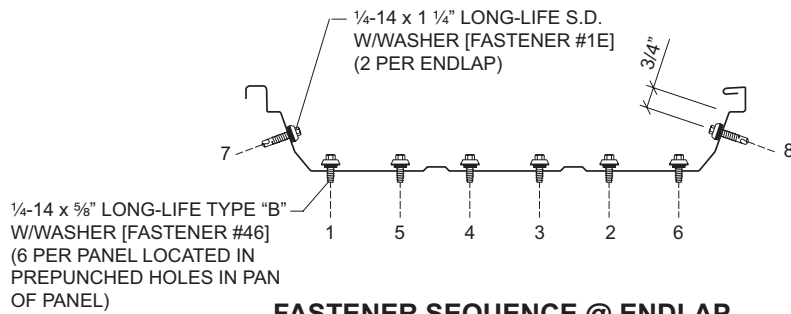 ¼-14 x 1 ¼” LONG-LIFE S.D.
W/WASHER [FASTENER #1E]
(2 PER ENDLAP)
3/4”
7
8
¼-14 x ⅝” LONG-LIFE TYPE “B”
W/WASHER [FASTENER #46]
(6 PER PANEL LOCATED IN
PREPUNCHED HOLES IN PAN
OF PANEL)
1 5 4 3 2 6
FASTENER SEQUENCE @ ENDLAP